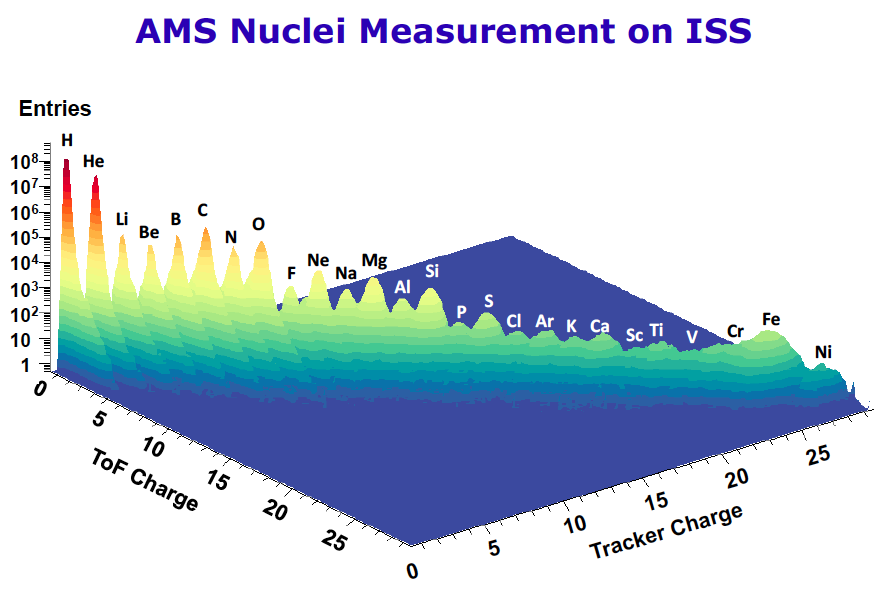 AMS Nuclei Measurement on ISS
Entries
H
He
Li
Be
B
C
N
O
F
Ne
Na
Mg
Al
Si
P
S
Cl
Ar
K
Ca
Sc
Ti
V
Cr
Fe
Ni
10⁸
10⁷
10⁶
10⁵
10⁴
10³
10²
10
1
0
5
10
15
20
25
ToF Charge
0
5
10
15
20
25
Tracker Charge